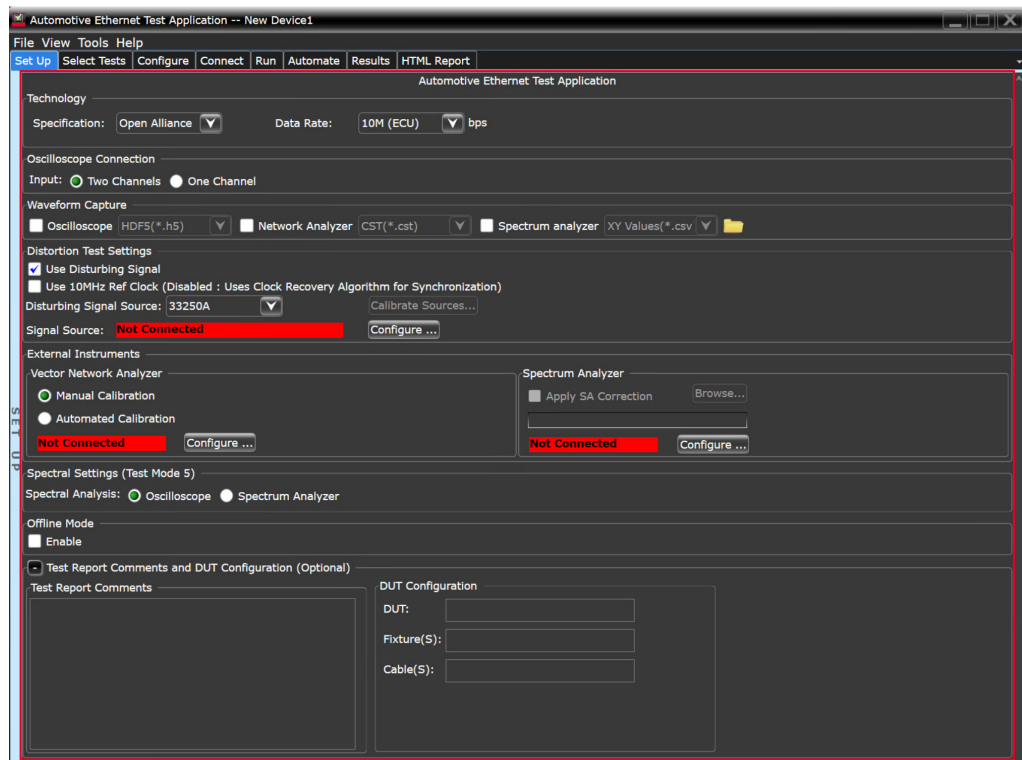 Automotive Ethernet Test Application -- New Device1
File View Tools Help
Set Up Select Tests Configure Connect Run Automate Results HTML Report
Automotive Ethernet Test Application
Technology
Specification: Open Alliance Data Rate: 10M (ECU) bps
Oscilloscope Connection
Input: Two Channels One Channel
Waveform Capture
Oscilloscope HDF5(*.h5) Network Analyzer CST(*.cst) Spectrum analyzer XY Values(*.csv
Distortion Test Settings
Use Disturbing Signal
Use 10MHz Ref Clock (Disabled : Uses Clock Recovery Algorithm for Synchronization)
Disturbing Signal Source: 33250A Calibrate Sources...
Signal Source: Not Connected Configure ...
External Instruments
Vector Network Analyzer Spectrum Analyzer
Manual Calibration Apply SA Correction Browse...
Automated Calibration
Not Connected Configure ... Not Connected Configure ...
SET UP
Spectral Settings (Test Mode 5)
Spectral Analysis: Oscilloscope Spectrum Analyzer
Offline Mode
Enable
- Test Report Comments and DUT Configuration (Optional)
Test Report Comments DUT Configuration
DUT:
Fixture(S):
Cable(S):